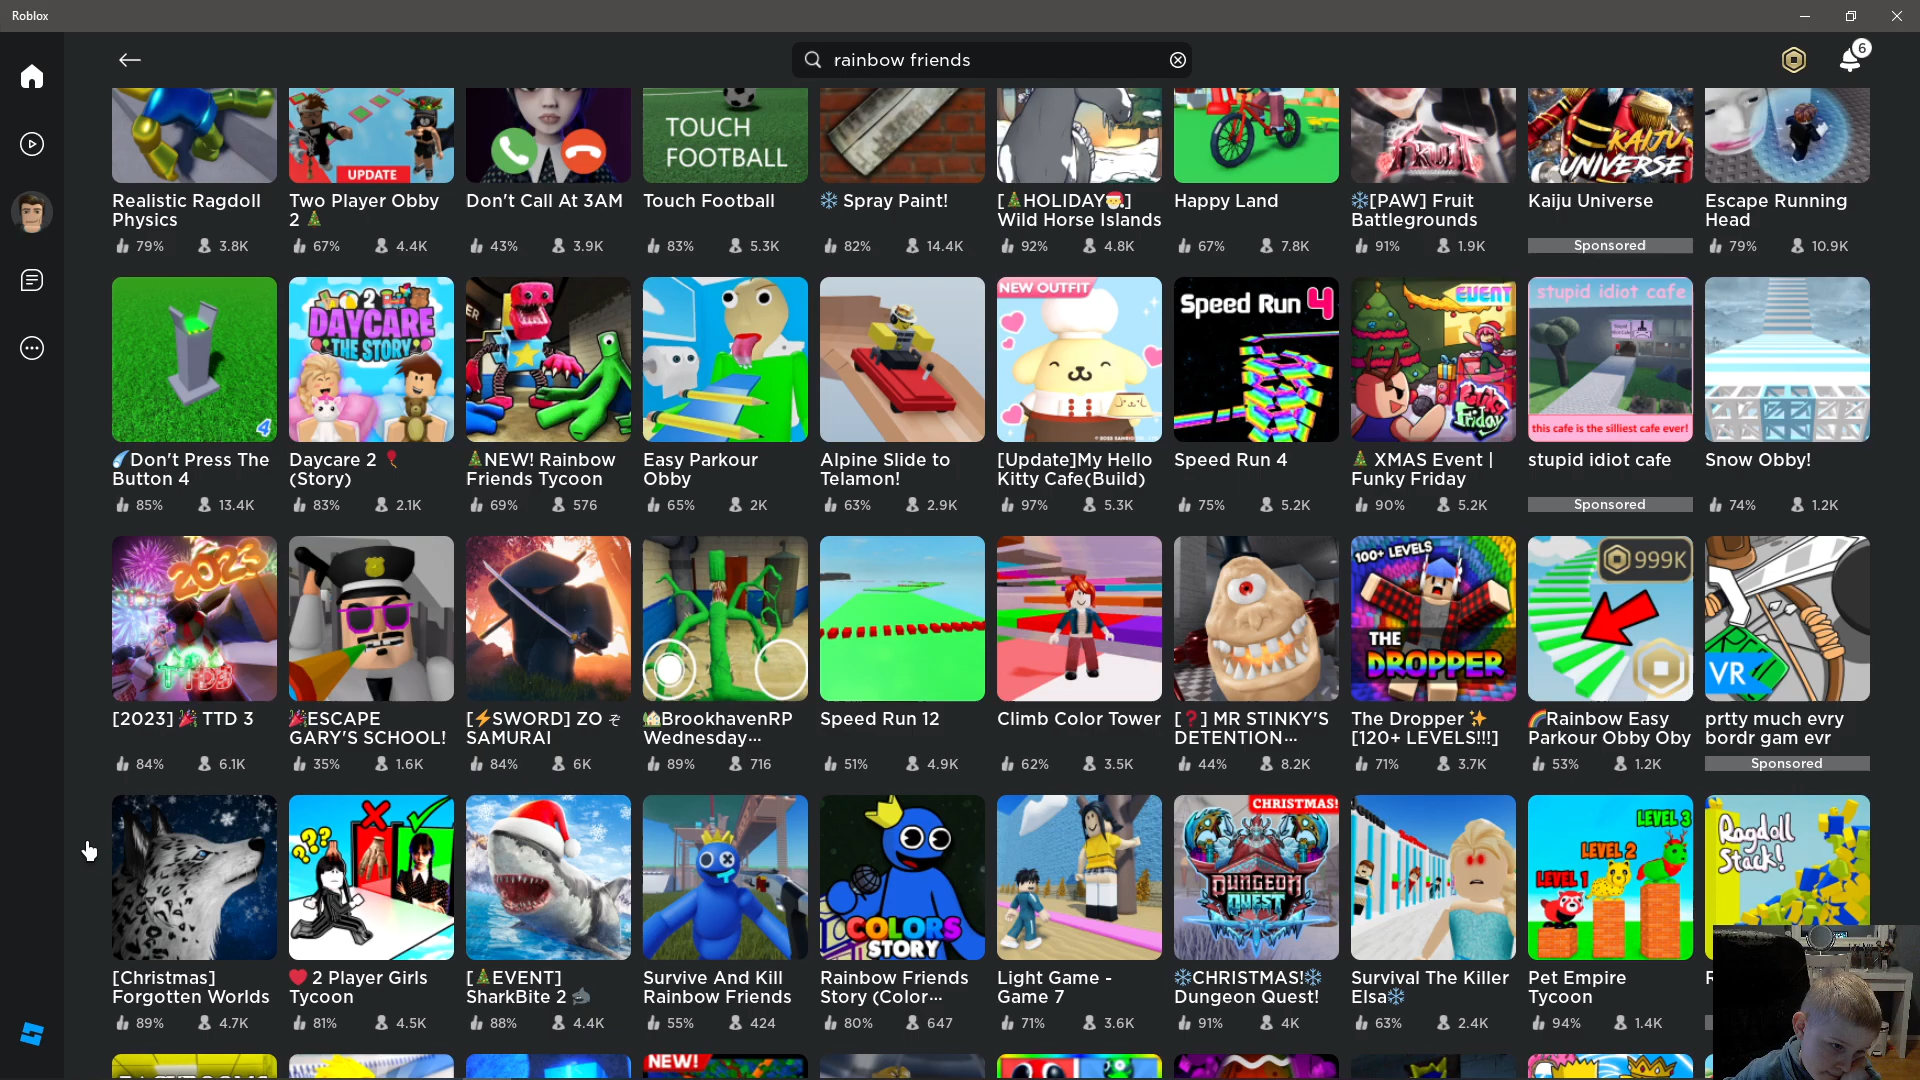 Roblox
rainbow friends
6
TOUCH
FOOTBALL
UPDATE
FRUIT
KAIJU
UNIVERSE
Realistic Ragdoll
Physics
79% 3.8K
Two Player Obby
2
67% 4.4K
Don't Call At 3AM
43% 3.9K
Touch Football
83% 5.3K
Spray Paint!
82% 14.4K
[HOLIDAY]
Wild Horse Islands
92% 4.8K
Happy Land
67% 7.8K
[PAW] Fruit
Battlegrounds
91% 1.9K
Kaiju Universe
Sponsored
Escape Running
Head
79% 10.9K
4
2
DAYCARE
THE STORY
NEW OUTFIT
Speed Run 4
EVENT
Funky
Friday
stupid idiot cafe
this cafe is the silliest cafe ever!
Don't Press The
Button 4
85% 13.4K
Daycare 2
(Story)
83% 2.1K
NEW! Rainbow
Friends Tycoon
69% 576
Easy Parkour
Obby
65% 2K
Alpine Slide to
Telamon!
63% 2.9K
[Update]My Hello
Kitty Cafe(Build)
97% 5.3K
Speed Run 4
75% 5.2K
XMAS Event |
Funky Friday
90% 5.2K
stupid idiot cafe
Sponsored
Snow Obby!
74% 1.2K
2023
TTD3
100+ LEVELS
THE
DROPPER
999K
VR
[2023] TTD 3
84% 6.1K
ESCAPE
GARY'S SCHOOL!
35% 1.6K
[⚡SWORD] ZO ぞ
SAMURAI
84% 6K
BrookhavenRP
Wednesday...
89% 716
Speed Run 12
51% 4.9K
Climb Color Tower
62% 3.5K
[❓] MR STINKY'S
DETENTION...
44% 8.2K
The Dropper
[120+ LEVELS!!!]
71% 3.7K
Rainbow Easy
Parkour Obby Oby
53% 1.2K
prtty much evry
bordr gam evr
Sponsored
???
COLORS
STORY
CHRISTMAS!
DUNGEON
QUEST
LEVEL 1
LEVEL 2
LEVEL 3
Ragdoll
Stack!
[Christmas]
Forgotten Worlds
89% 4.7K
2 Player Girls
Tycoon
81% 4.5K
[EVENT]
SharkBite 2
88% 4.4K
Survive And Kill
Rainbow Friends
55% 424
Rainbow Friends
Story (Color...
80% 647
Light Game -
Game 7
71% 3.6K
CHRISTMAS!
Dungeon Quest!
91% 4K
Survival The Killer
Elsa
63% 2.4K
Pet Empire
Tycoon
94% 1.4K
NEW!